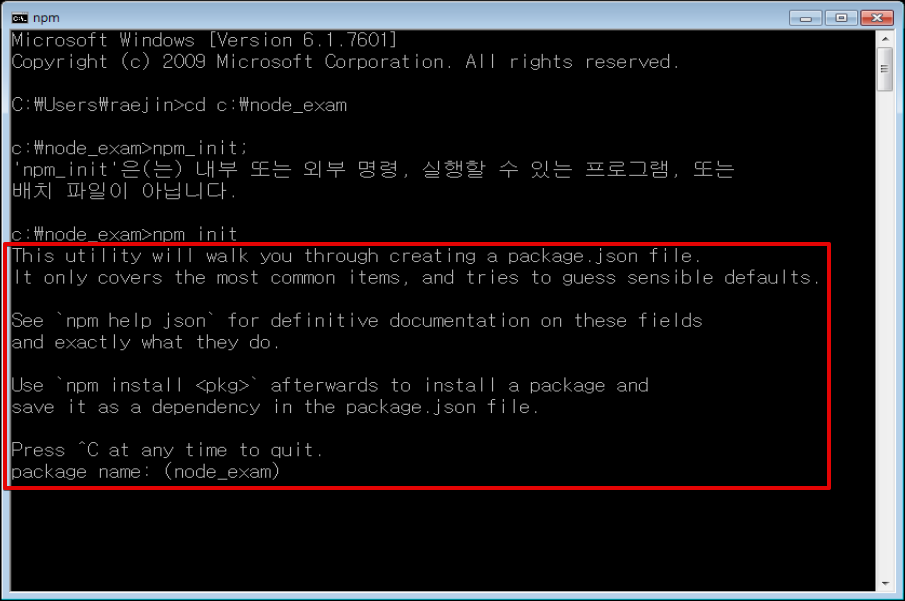 npm
Microsoft Windows [Version 6.1.7601]
Copyright (c) 2009 Microsoft Corporation. All rights reserved.
C:₩Users₩raejin>cd c:₩node_exam
c:₩node_exam>npm_init;
'npm_init'은(는) 내부 또는 외부 명령, 실행할 수 있는 프로그램, 또는
배치 파일이 아닙니다.
c:₩node_exam>npm init
This utility will walk you through creating a package.json file.
It only covers the most common items, and tries to guess sensible defaults.
See `npm help json` for definitive documentation on these fields
and exactly what they do.
Use `npm install <pkg>` afterwards to install a package and
save it as a dependency in the package.json file.
Press ^C at any time to quit.
package name: (node_exam)